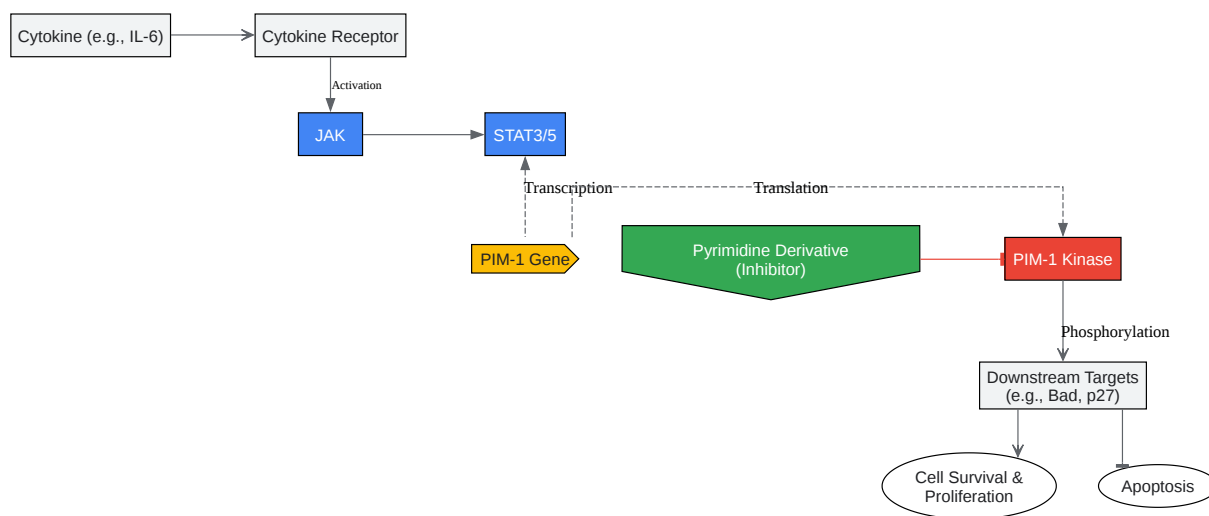 Cytokine (e.g., IL-6)
Cytokine Receptor
Activation
JAK
STAT3/5
Transcription
Translation
PIM-1 Gene
Pyrimidine Derivative
(Inhibitor)
PIM-1 Kinase
Phosphorylation
Downstream Targets
(e.g., Bad, p27)
Cell Survival &
Proliferation
Apoptosis